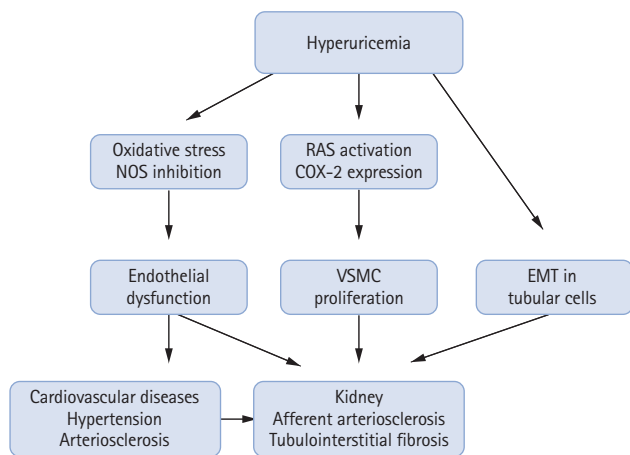 Hyperuricemia
Oxidative stress
NOS inhibition
RAS activation
COX-2 expression
Endothelial
dysfunction
VSMC
proliferation
EMT in
tubular cells
Cardiovascular diseases
Hypertension
Arteriosclerosis
Kidney
Afferent arteriosclerosis
Tubulointerstitial fibrosis